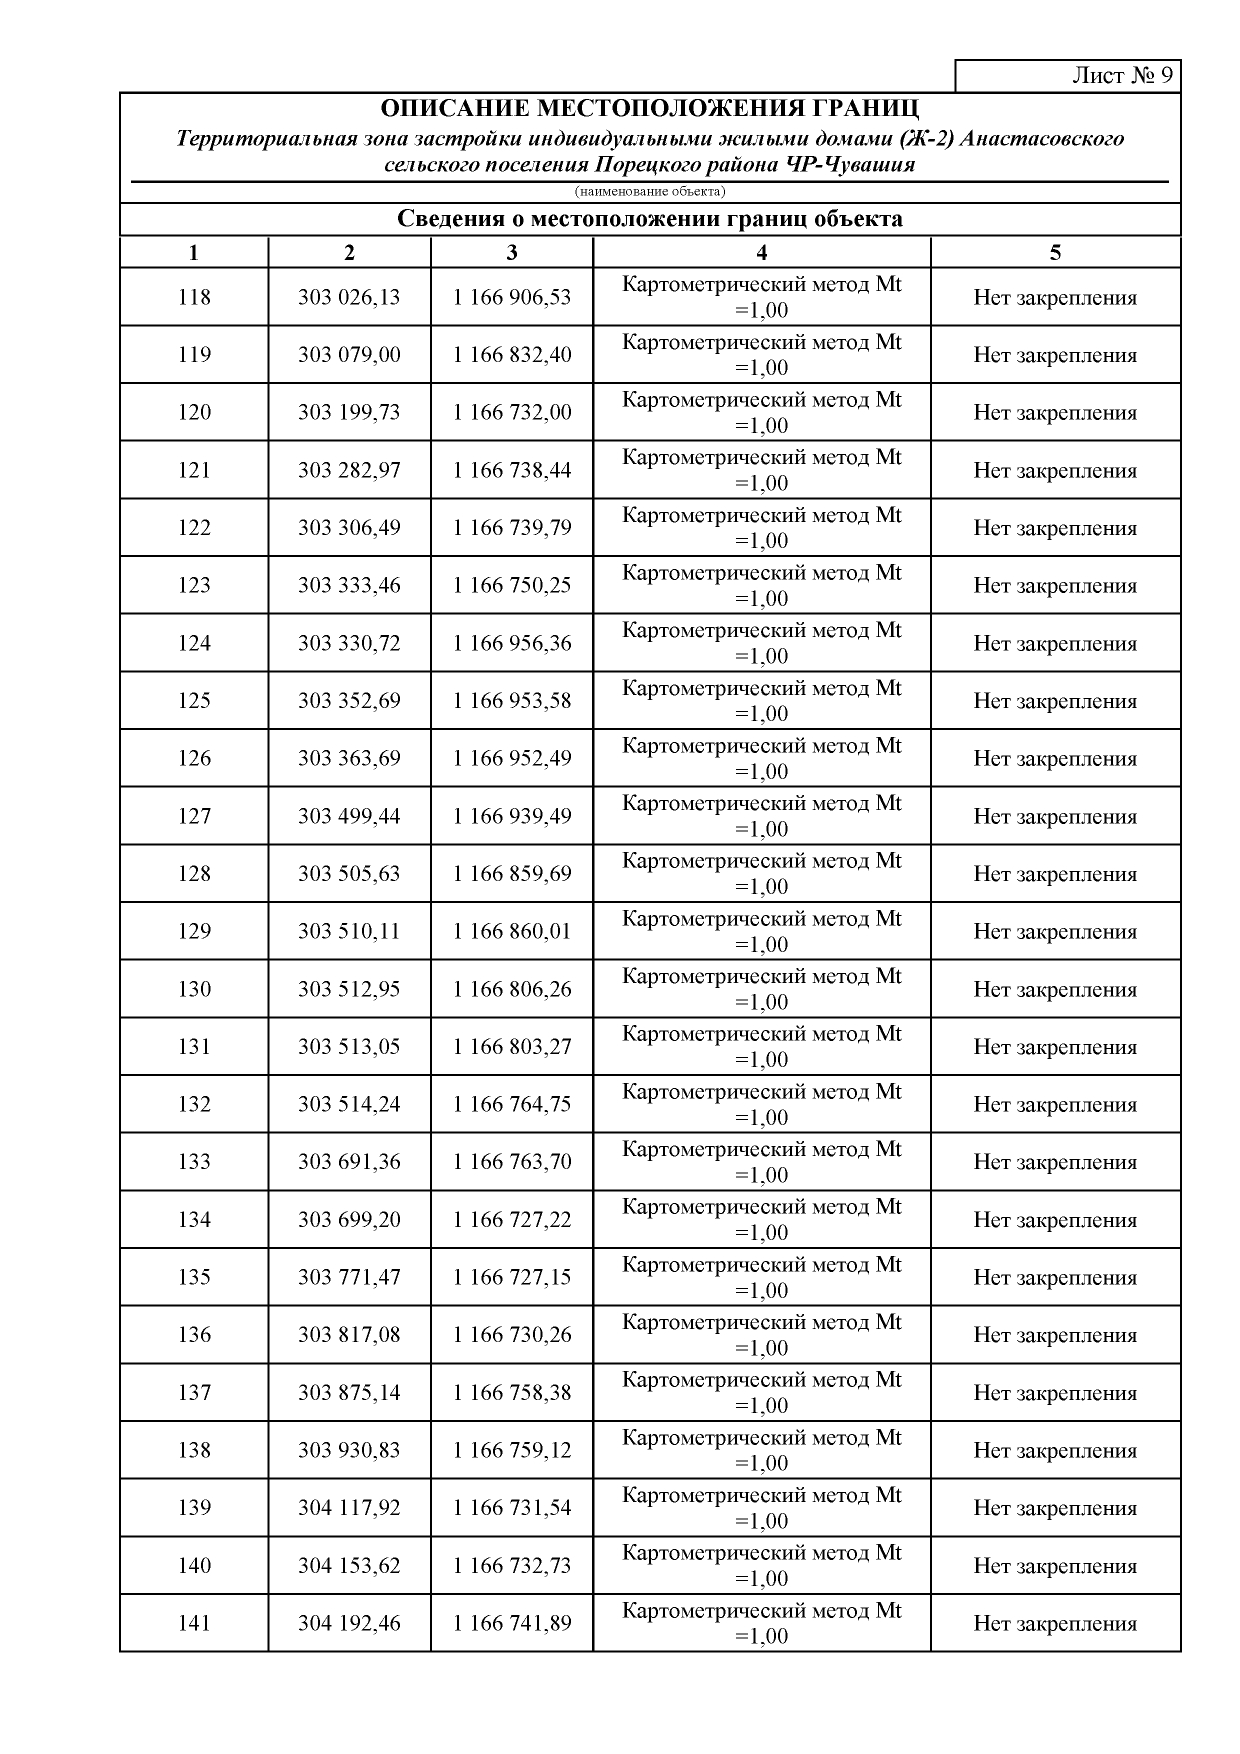 Лист № 9
ОПИСАНИЕ МЕСТОПОЛОЖЕНИЯ ГРАНИЦ
Территориальная зона застройки индивидуальными жилыми домами (Ж-2) Анастасовского
сельского поселения Порецкого района ЧР-Чувашия
(наименование объекта)
Сведения о местоположении границ объекта
1 2 3 4 5
118 303 026,13 1 166 906,53 Картометрический метод Mt Нет закрепления
=1,00
119 303 079,00 1 166 832,40 Картометрический метод Mt Нет закрепления
=1,00
120 303 199,73 1 166 732,00 Картометрический метод Mt Нет закрепления
=1,00
121 303 282,97 1 166 738,44 Картометрический метод Mt Нет закрепления
=1,00
122 303 306,49 1 166 739,79 Картометрический метод Mt Нет закрепления
=1,00
123 303 333,46 1 166 750,25 Картометрический метод Mt Нет закрепления
=1,00
124 303 330,72 1 166 956,36 Картометрический метод Mt Нет закрепления
=1,00
125 303 352,69 1 166 953,58 Картометрический метод Mt Нет закрепления
=1,00
126 303 363,69 1 166 952,49 Картометрический метод Mt Нет закрепления
=1,00
127 303 499,44 1 166 939,49 Картометрический метод Mt Нет закрепления
=1,00
128 303 505,63 1 166 859,69 Картометрический метод Mt Нет закрепления
=1,00
129 303 510,11 1 166 860,01 Картометрический метод Mt Нет закрепления
=1,00
130 303 512,95 1 166 806,26 Картометрический метод Mt Нет закрепления
=1,00
131 303 513,05 1 166 803,27 Картометрический метод Mt Нет закрепления
=1,00
132 303 514,24 1 166 764,75 Картометрический метод Mt Нет закрепления
=1,00
133 303 691,36 1 166 763,70 Картометрический метод Mt Нет закрепления
=1,00
134 303 699,20 1 166 727,22 Картометрический метод Mt Нет закрепления
=1,00
135 303 771,47 1 166 727,15 Картометрический метод Mt Нет закрепления
=1,00
136 303 817,08 1 166 730,26 Картометрический метод Mt Нет закрепления
=1,00
137 303 875,14 1 166 758,38 Картометрический метод Mt Нет закрепления
=1,00
138 303 930,83 1 166 759,12 Картометрический метод Mt Нет закрепления
=1,00
139 304 117,92 1 166 731,54 Картометрический метод Mt Нет закрепления
=1,00
140 304 153,62 1 166 732,73 Картометрический метод Mt Нет закрепления
=1,00
141 304 192,46 1 166 741,89 Картометрический метод Mt Нет закрепления
=1,00